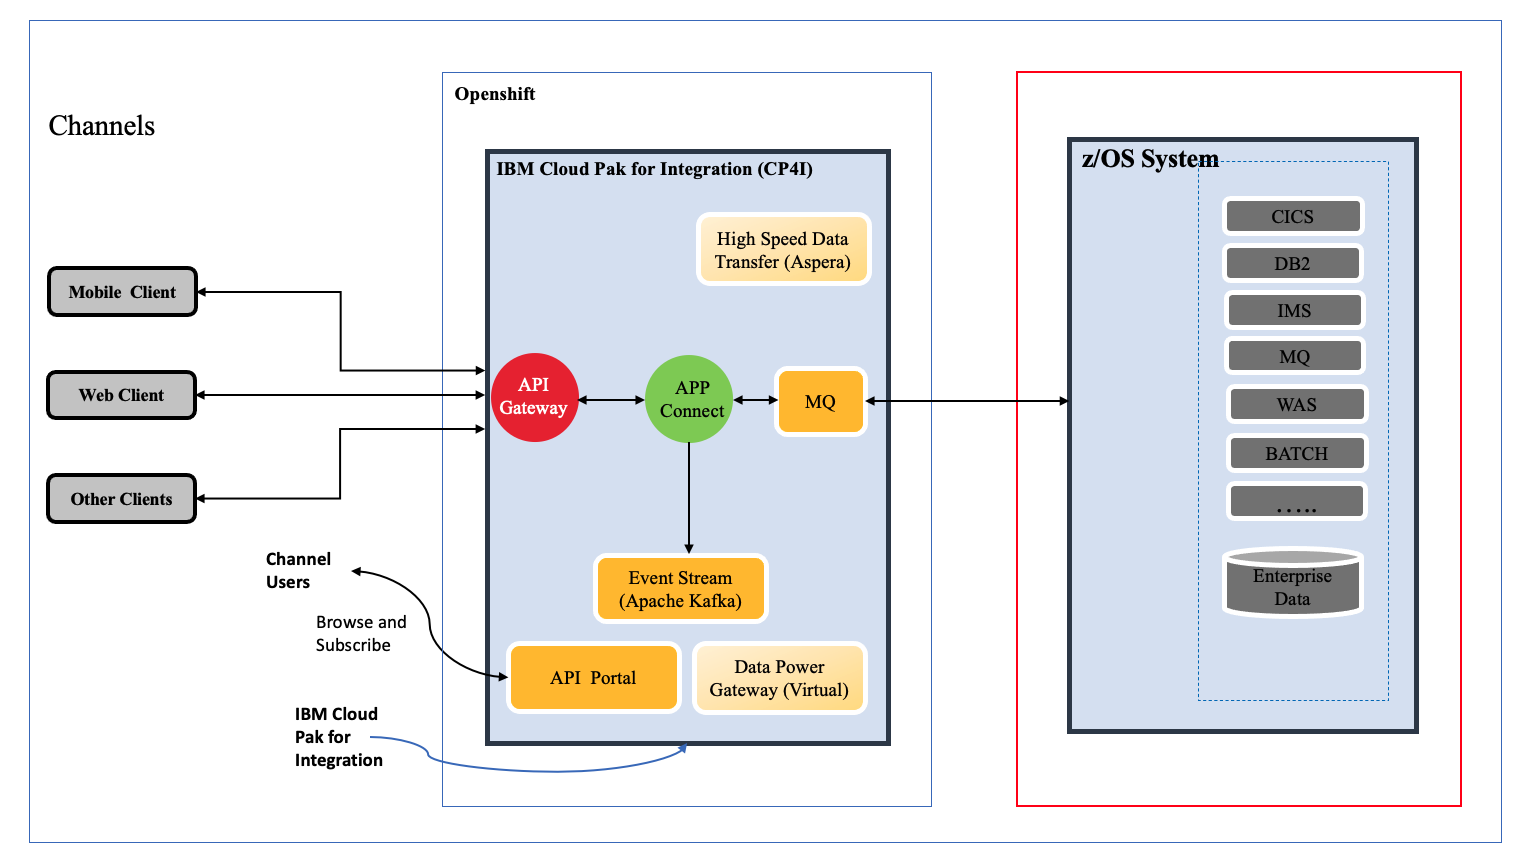 Channels
Mobile  Client
Web Client
Other Clients
Channel
Users
Browse and
Subscribe
IBM Cloud
Pak for
Integration
Openshift
IBM Cloud Pak for Integration (CP4I)
High Speed Data
Transfer (Aspera)
API
Gateway
APP
Connect
MQ
Event Stream
(Apache Kafka)
API  Portal
Data Power
Gateway (Virtual)
z/OS System
CICS
DB2
IMS
MQ
WAS
BATCH
.....
Enterprise
Data